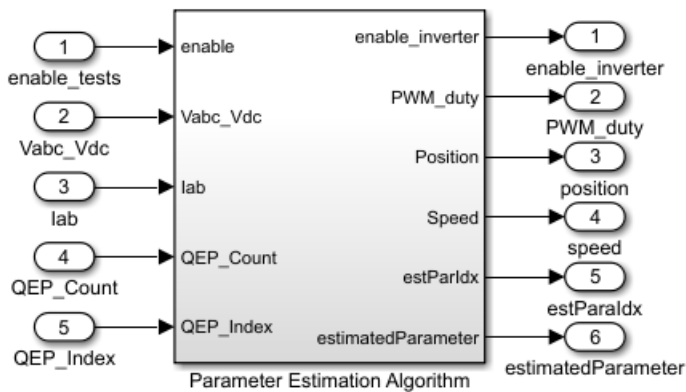 1
enable_tests
2
Vabc_Vdc
3
Iab
4
QEP_Count
5
QEP_Index
enable
Vabc_Vdc
Iab
QEP_Count
QEP_Index
enable_inverter
PWM_duty
Position
Speed
estParIdx
estimatedParameter
Parameter Estimation Algorithm
1
enable_inverter
2
PWM_duty
3
position
4
speed
5
estParaIdx
6
estimatedParameter